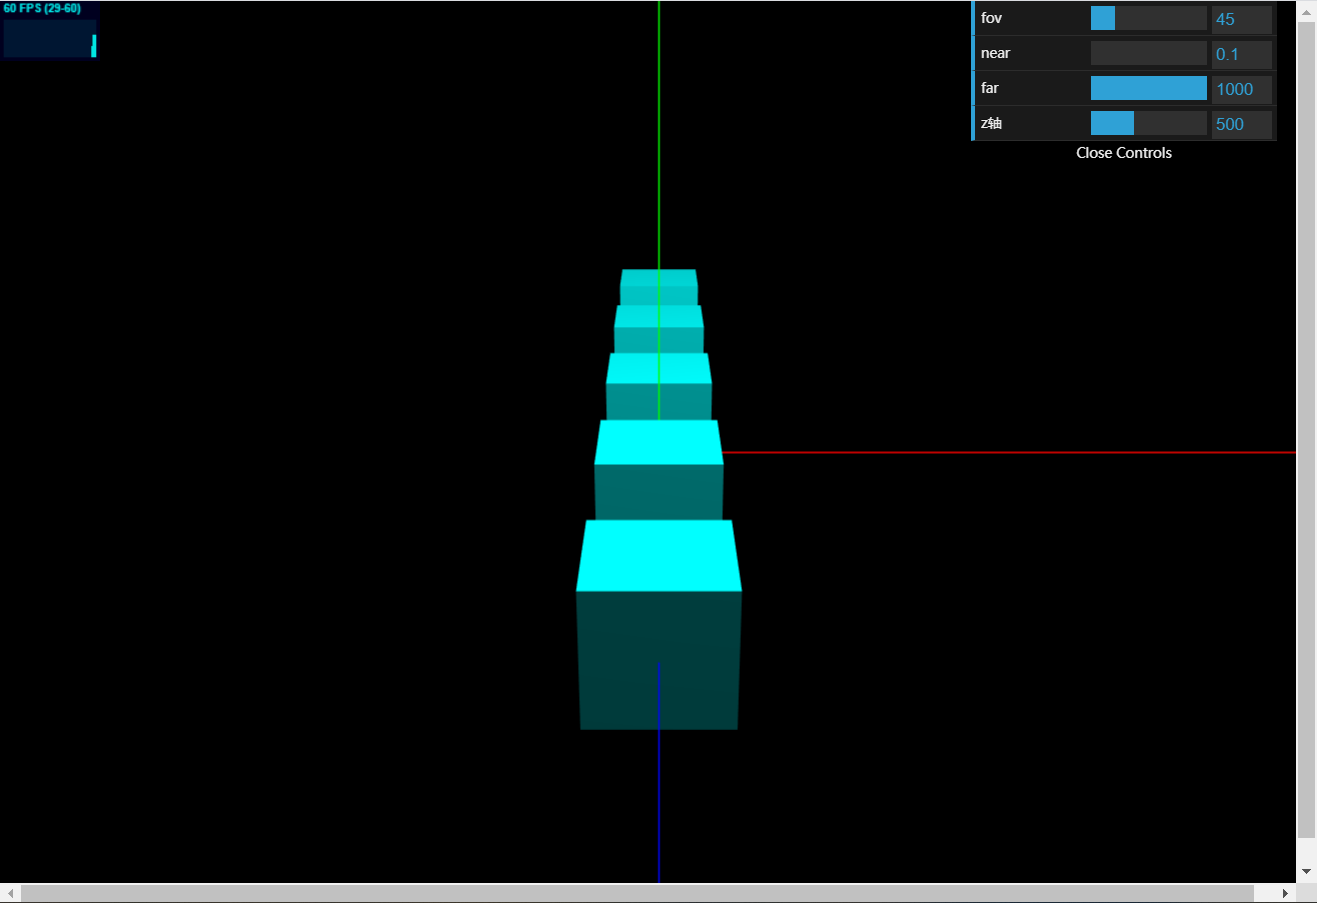 60 FPS (29-60)
fov 45
near 0.1
far 1000
z轴 500
Close Controls